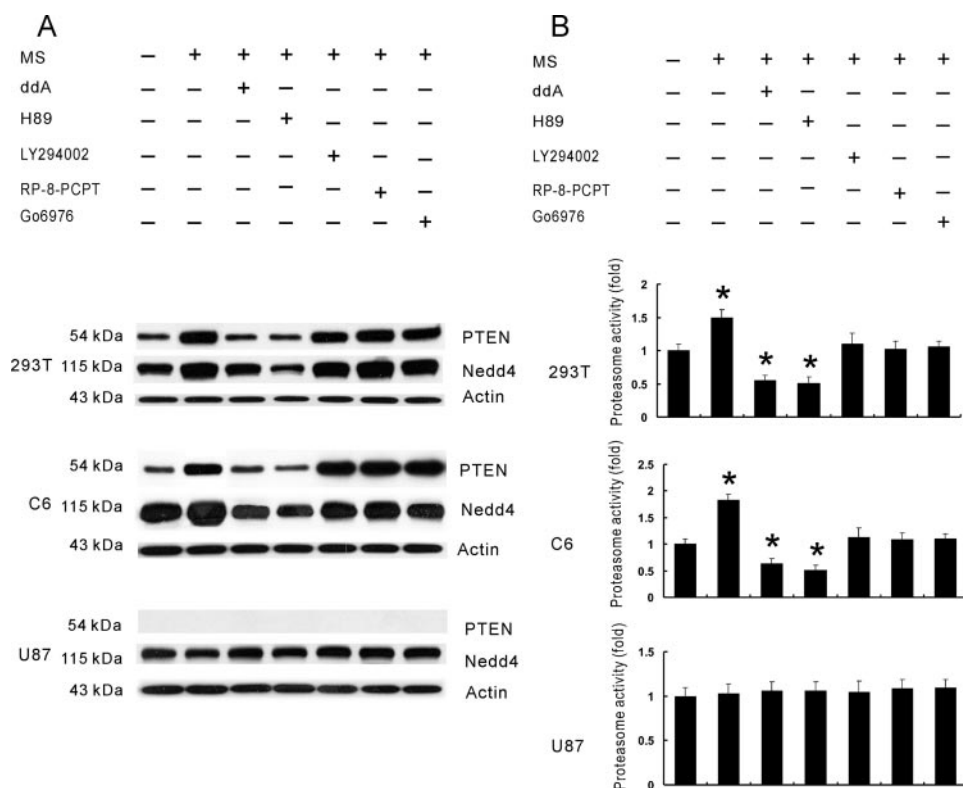 A
MS – + + + + + +
ddA – – + – – – –
H89 – – – + – – –
LY294002 – – – – + – –
RP-8-PCPT – – – – – + –
Go6976 – – – – – – +
54 kDa PTEN
293T 115 kDa Nedd4
43 kDa Actin
54 kDa PTEN
C6 115 kDa Nedd4
43 kDa Actin
54 kDa PTEN
U87 115 kDa Nedd4
43 kDa Actin
B
MS – + + + + + +
ddA – – + – – – –
H89 – – – + – – –
LY294002 – – – – + – –
RP-8-PCPT – – – – – + –
Go6976 – – – – – – +
293T
Proteasome activity (fold)
2
1.5
1
0.5
0
* * *
C6
Proteasome activity (fold)
2.5
2
1.5
1
0.5
0
* * *
U87
Proteasome activity (fold)
1.5
1
0.5
0